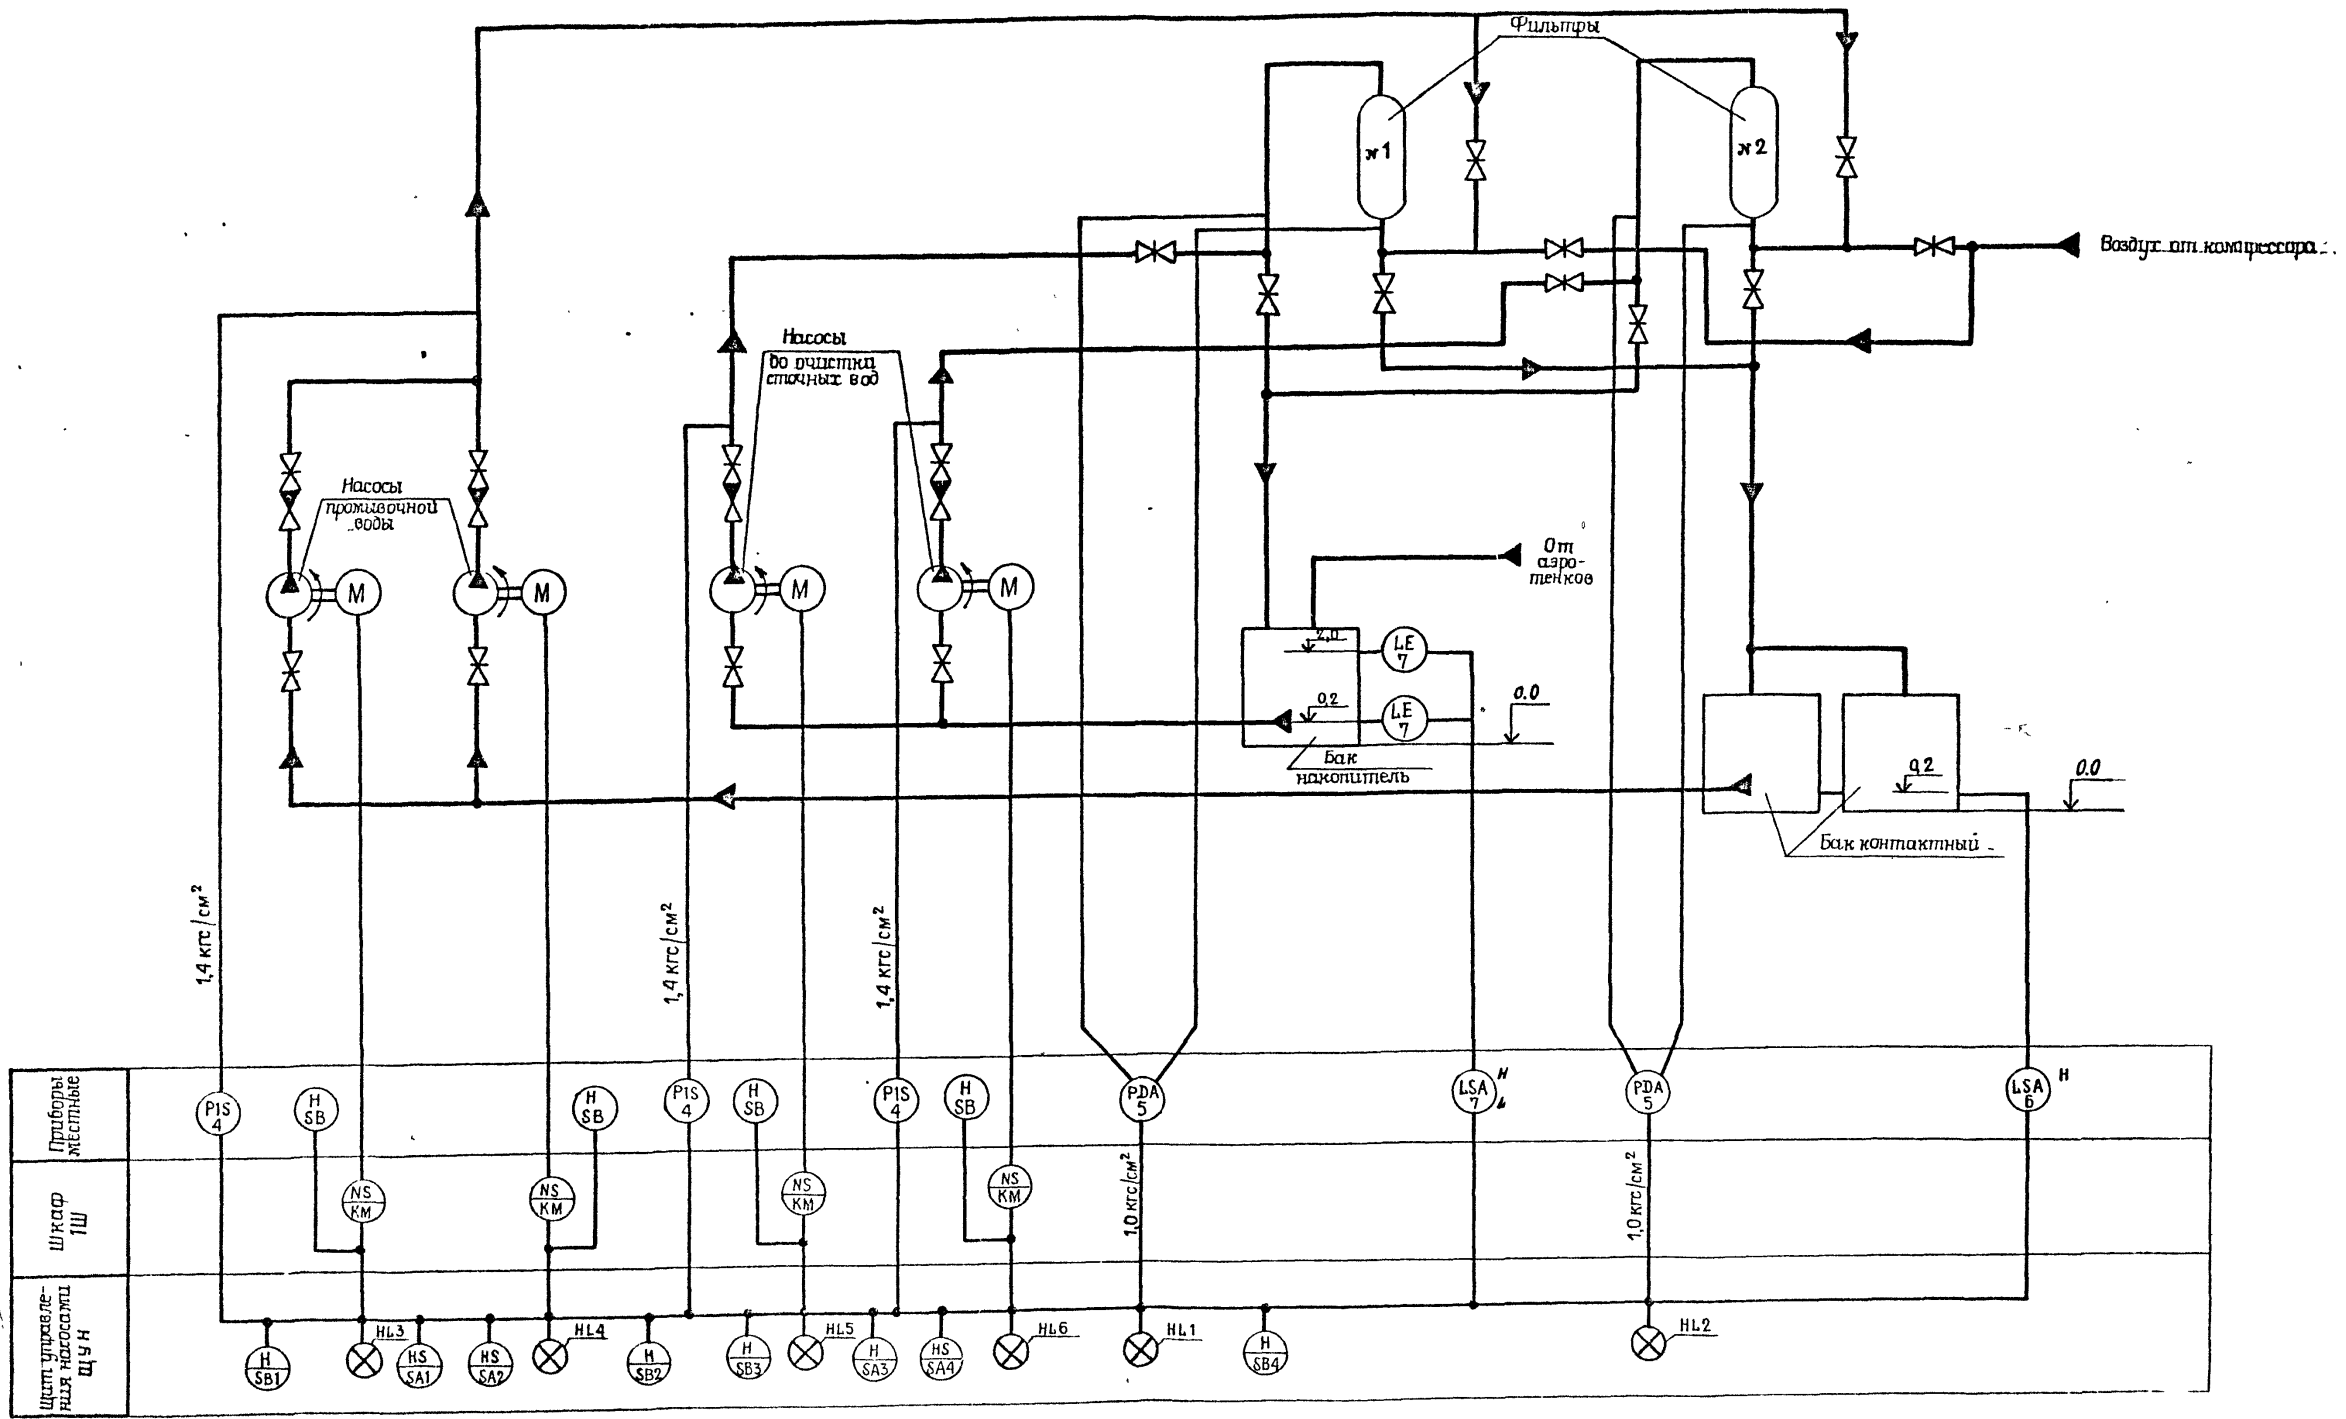 Фильтры
№1
№2
Воздух от компрессора
Насосы
до очистки
сточных вод
Насосы
промывочной
воды
М
М
М
М
От
аэро-
тенков
2,0
LE
7
0,2
LE
7
0.0
Бак
накопитель
0,2
0.0
Бак контактный
1,4 кгс/см²
1,4 кгс/см²
1,4 кгс/см²
Приборы
местные
PIS
4
H
SB
H
SB
PIS
4
H
SB
PIS
4
H
SB
PDA
5
LSA
7
H
L
PDA
5
LSA
6
H
Шкаф
1Ш
NS
KM
NS
KM
NS
KM
NS
KM
1,0 кгс/см²
1,0 кгс/см²
Щит управле-
ния насосами
ЩУН
H
SB1
HL3
HS
SA1
HS
SA2
HL4
H
SB2
H
SB3
HL5
H
SA3
HS
SA4
HL6
HL1
H
SB4
HL2